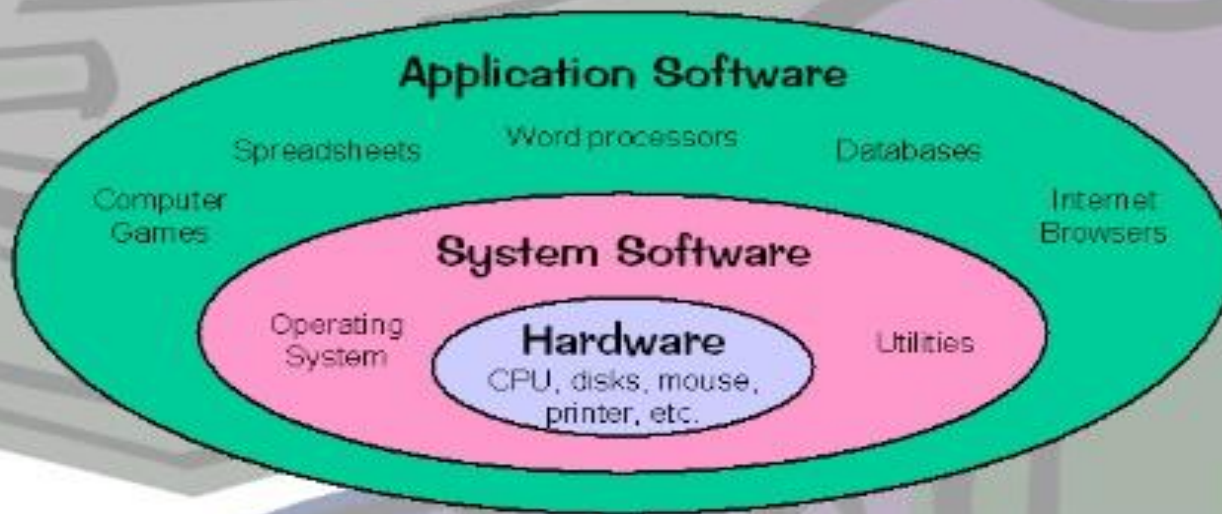 Application Software
Spreadsheets
Word processors
Databases
Computer
Games
Internet
Browsers
System Software
Operating
System
Utilities
Hardware
CPU, disks, mouse,
printer, etc.